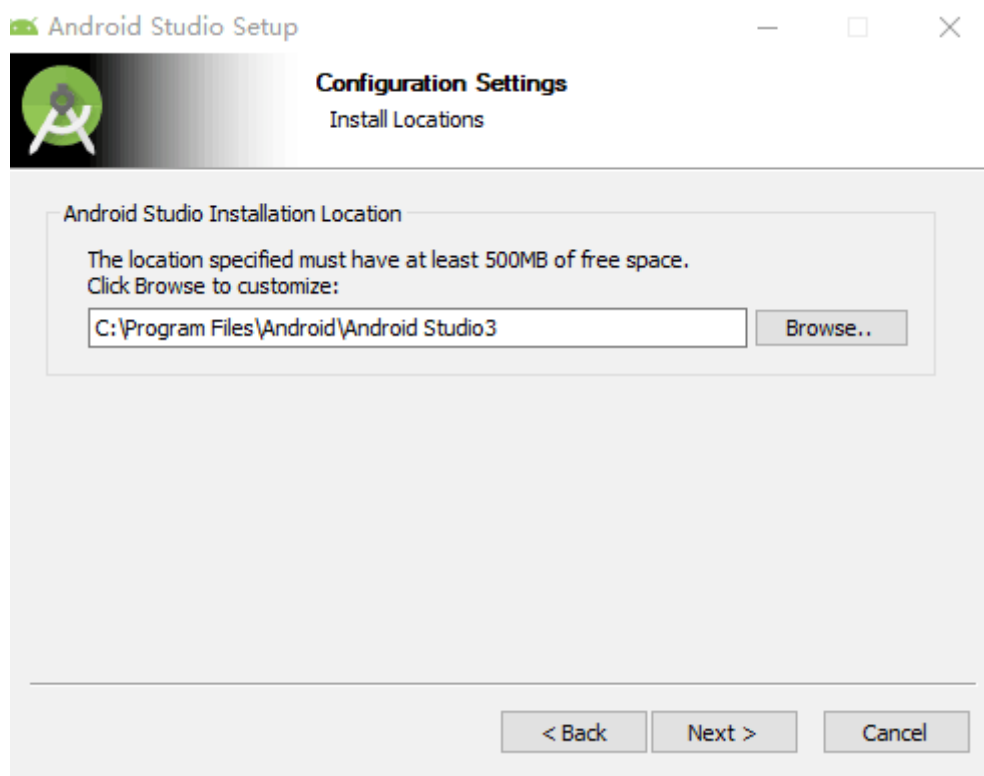 Android Studio Setup
Configuration Settings
Install Locations
Android Studio Installation Location
The location specified must have at least 500MB of free space.
Click Browse to customize:
C:\Program Files\Android\Android Studio3
Browse..
< Back
Next >
Cancel